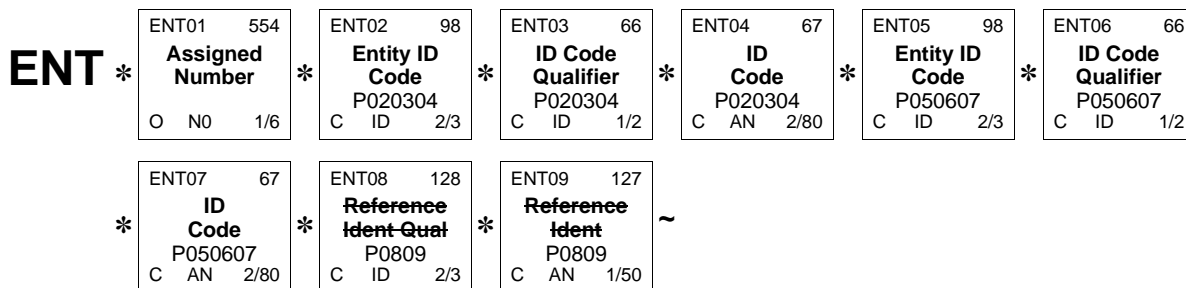 ENT01 554 ENT02 98 ENT03 66 ENT04 67 ENT05 98 ENT06 66
Assigned Entity ID ID Code ID Entity ID ID Code
ENT * Number * Code * Qualifier * Code * Code * Qualifier
P020304 P020304 P020304 P050607 P050607
O N0 1/6 C ID 2/3 C ID 1/2 C AN 2/80 C ID 2/3 C ID 1/2
ENT07 67 ENT08 128 ENT09 127
ID Reference Reference
* Code * Ident Qual * Ident ~
P050607 P0809 P0809
C AN 2/80 C ID 2/3 C AN 1/50